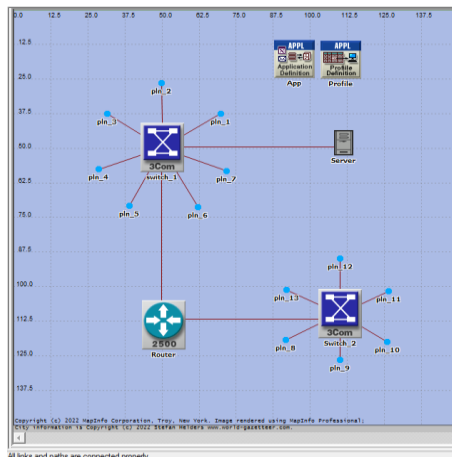 0.0 12.5 25.0 37.5 50.0 62.5 75.0 87.5 100.0 112.5 125.0 137.5
12.5
25.0
37.5
50.0
62.5
75.0
87.5
100.0
112.5
125.0
137.5
APPL
Application
Definition
App
APPL
Profile
Definition
Profile
pln_2
pln_3
pln_1
3Com
switch_1
Server
pln_4
pln_7
pln_5
pln_6
pln_12
pln_13
pln_11
3Com
Switch_2
2500
Router
pln_8
pln_10
pln_9
Copyright (c) 2022 MapInfo Corporation, Troy, New York. Image rendered using MapInfo Professional;
City information is Copyright (c) 2022 Stefan Helders www.world-gazetteer.com.
All links and paths are connected properly